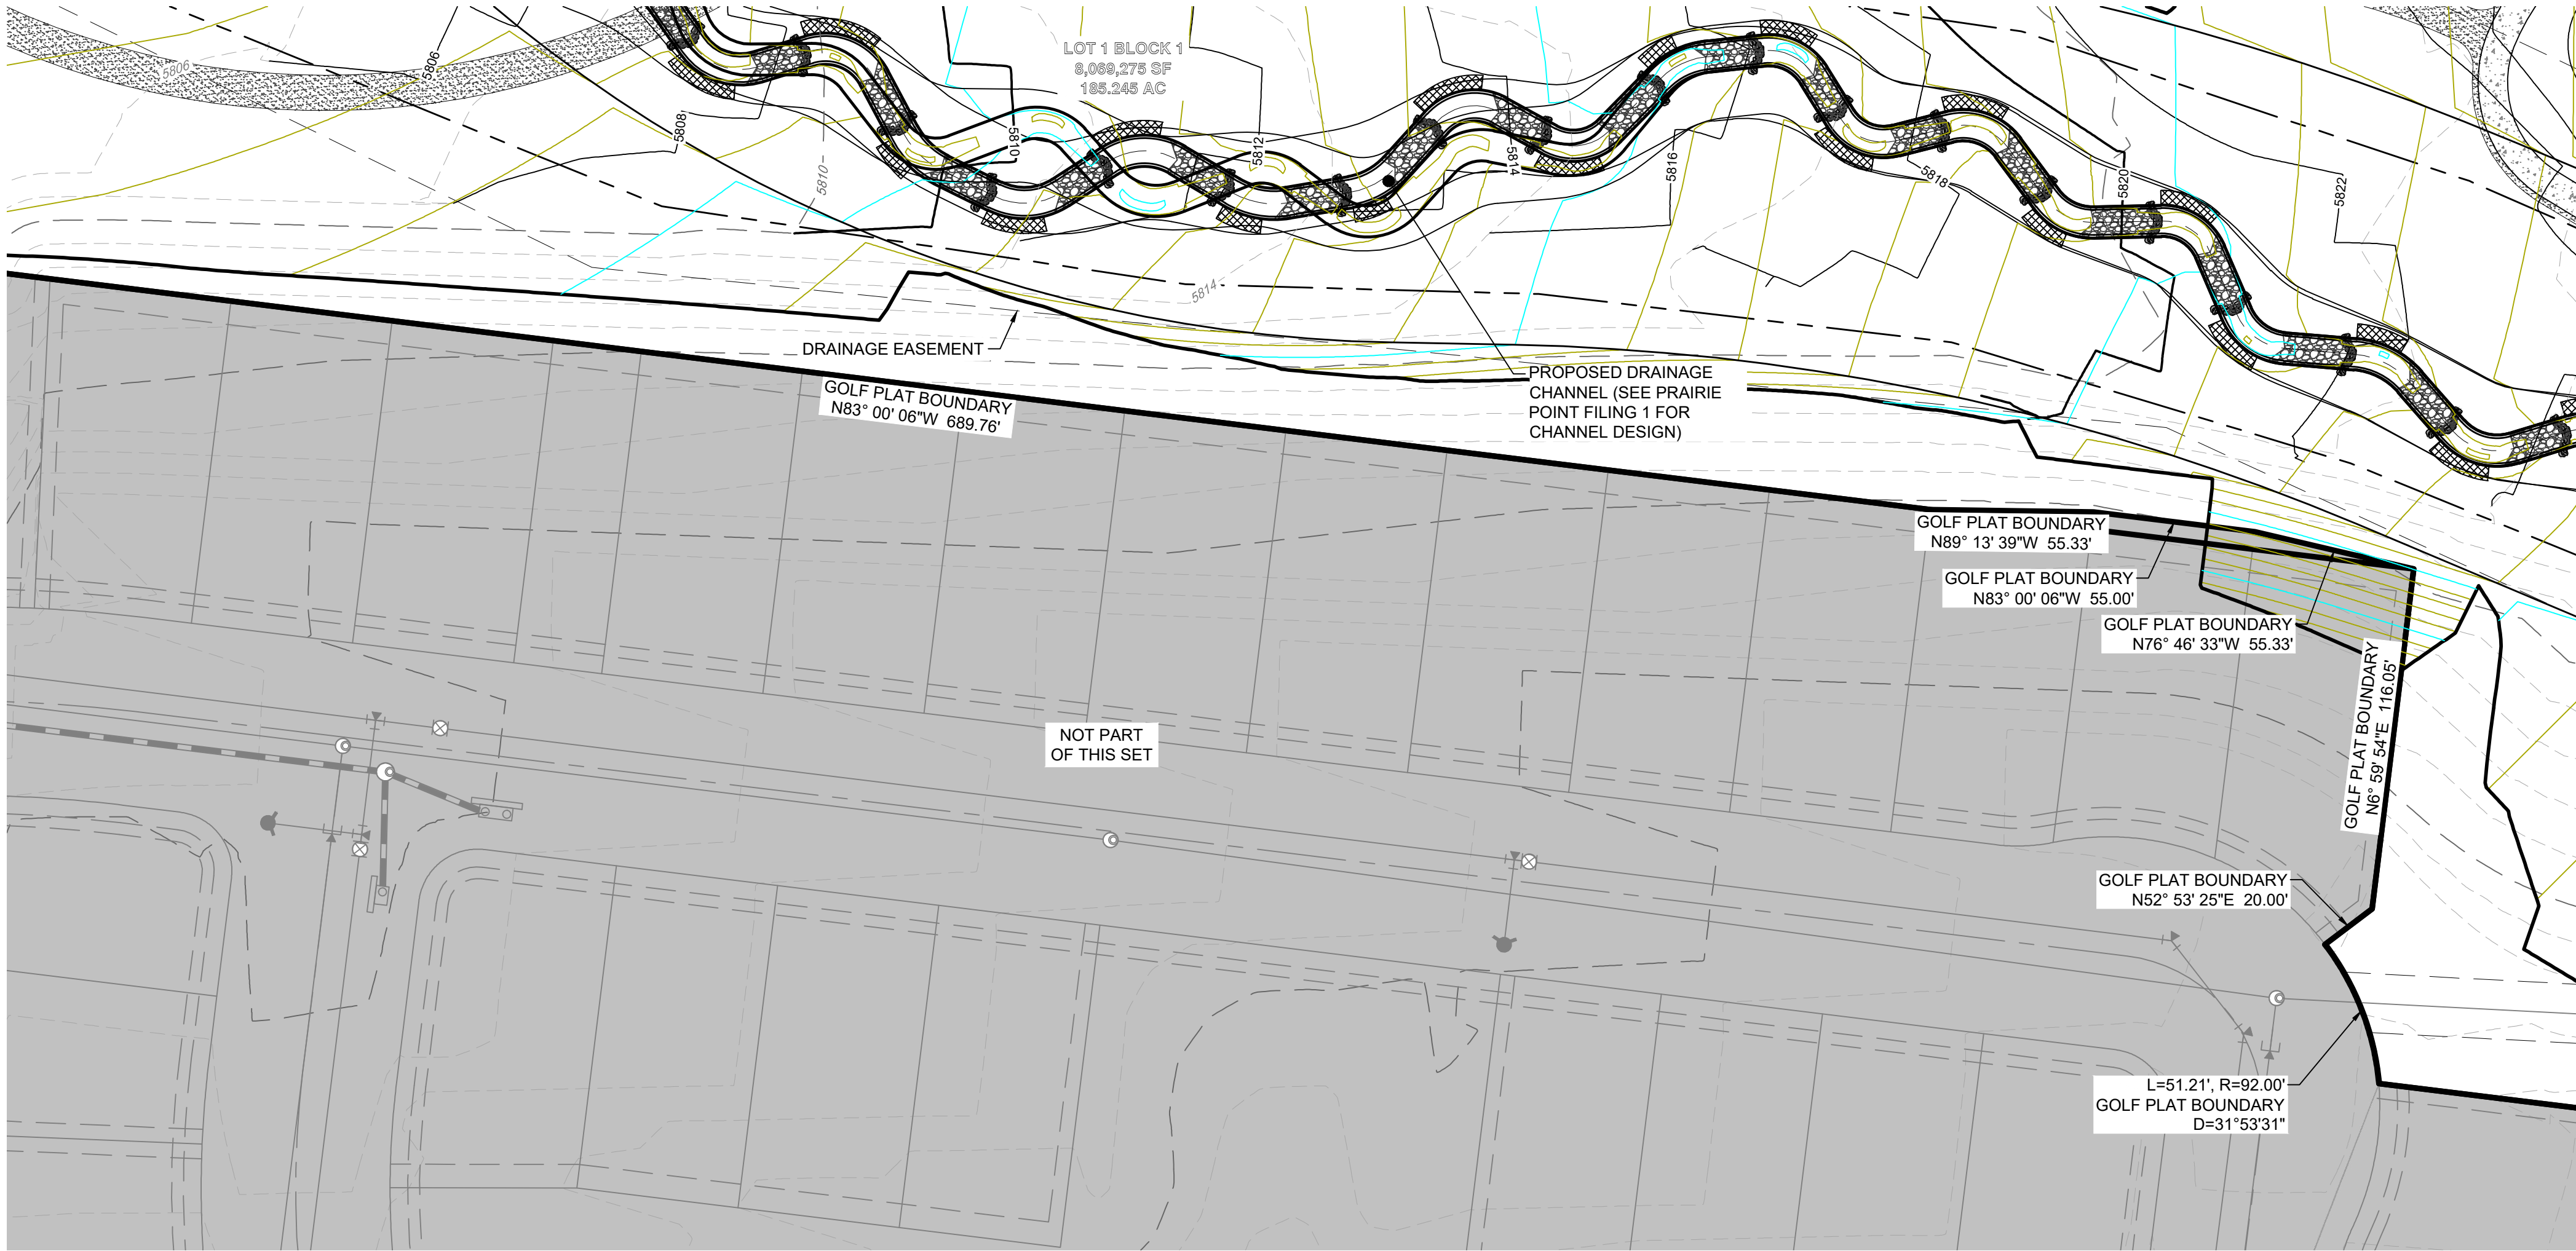 LOT 1 BLOCK 1
8,069,275 SF
185.245 AC
5806
5806
5808
5810
5810
5812
5814
5816
5818
5820
5822
5814
DRAINAGE EASEMENT
GOLF PLAT BOUNDARY
N83° 00' 06"W 689.76'
PROPOSED DRAINAGE
CHANNEL (SEE PRAIRIE
POINT FILING 1 FOR
CHANNEL DESIGN)
GOLF PLAT BOUNDARY
N89° 13' 39"W 55.33'
GOLF PLAT BOUNDARY
N83° 00' 06"W 55.00'
GOLF PLAT BOUNDARY
N76° 46' 33"W 55.33'
GOLF PLAT BOUNDARY
N6° 59' 54"E 116.05'
NOT PART
OF THIS SET
GOLF PLAT BOUNDARY
N52° 53' 25"E 20.00'
L=51.21', R=92.00'
GOLF PLAT BOUNDARY
D=31°53'31"